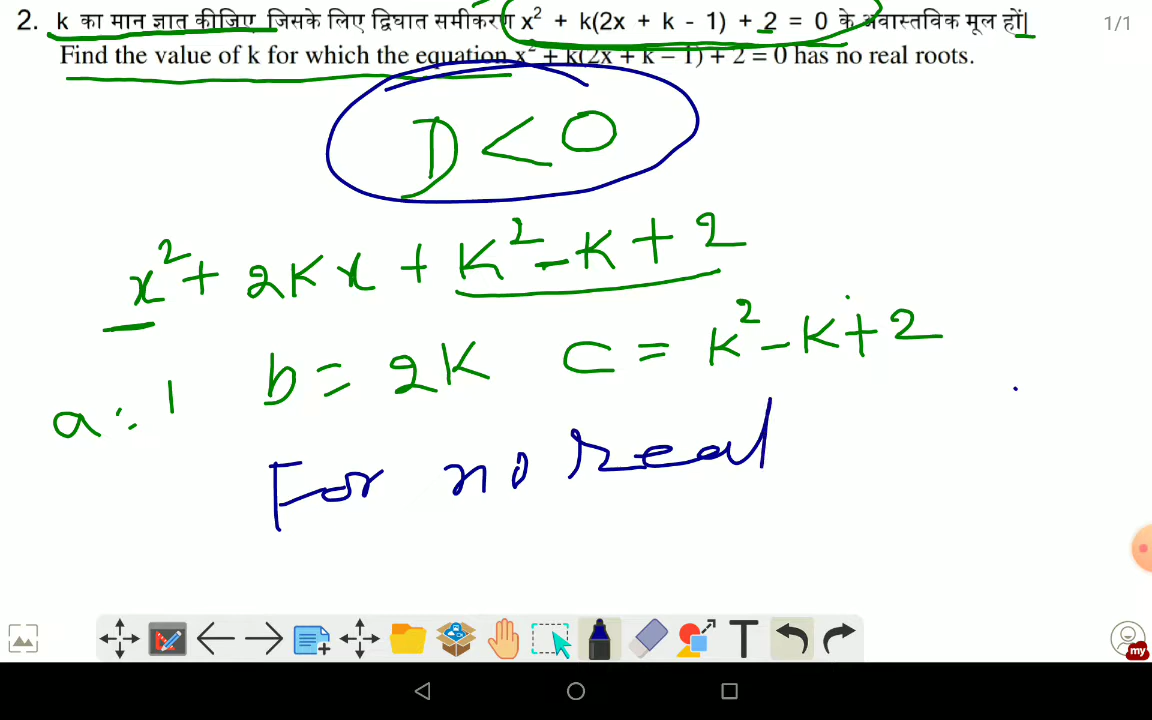 2. k का मान ज्ञात कीजिए जिसके लिए द्विघात समीकरण x² + k(2x + k - 1) + 2 = 0 के अवास्तविक मूल हों| 1/1
Find the value of k for which the equation x² + k(2x + k – 1) + 2 = 0 has no real roots.
D < 0
x² + 2Kx + K² - K + 2
a = 1 b = 2K c = K² - K + 2
For no real
T
my